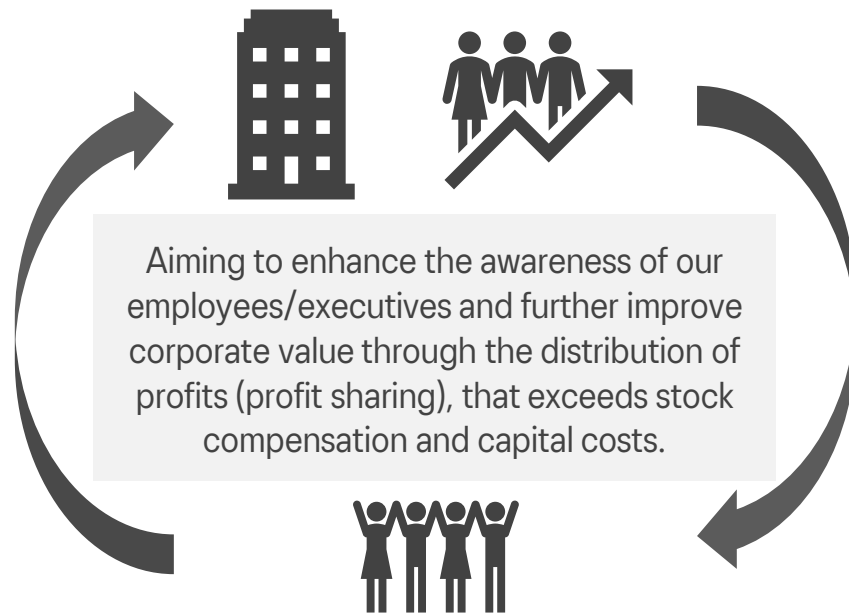 Aiming to enhance the awareness of our
employees/executives and further improve
corporate value through the distribution of
profits (profit sharing), that exceeds stock
compensation and capital costs.